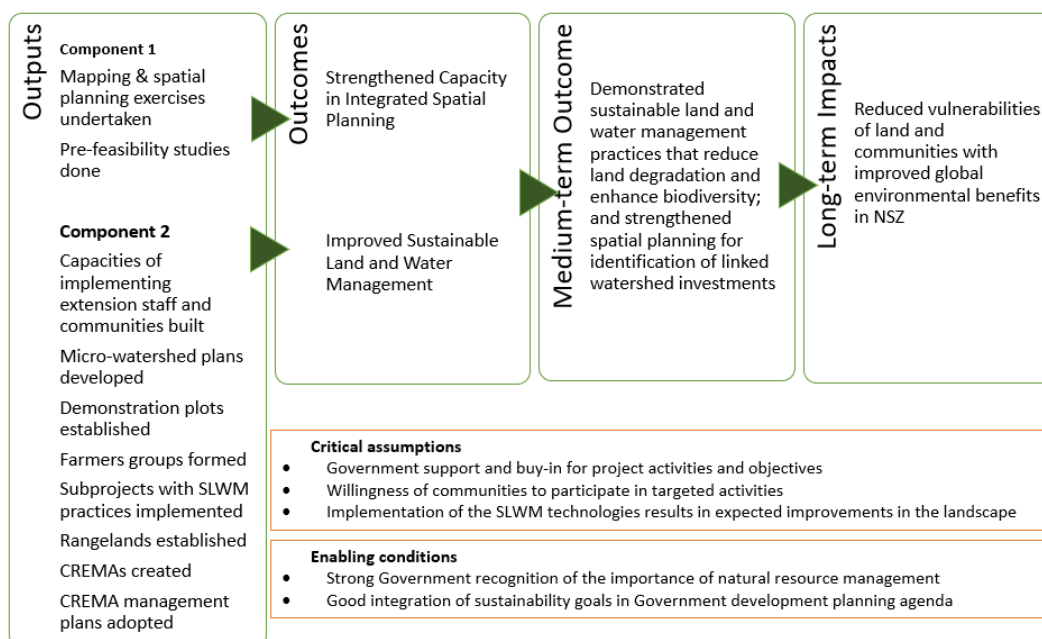 Outputs
Component 1
Mapping & spatial
planning exercises
undertaken
Pre-feasibility studies
done
Component 2
Capacities of
implementing
extension staff and
communities built
Micro-watershed plans
developed
Demonstration plots
established
Farmers groups formed
Subprojects with SLWM
practices implemented
Rangelands established
CREMAs created
CREMA management
plans adopted
Outcomes
Strengthened Capacity
in Integrated Spatial
Planning
Improved Sustainable
Land and Water
Management
Medium-term Outcome
Demonstrated
sustainable land and
water management
practices that reduce
land degradation and
enhance biodiversity;
and strengthened
spatial planning for
identification of linked
watershed investments
Long-term Impacts
Reduced vulnerabilities
of land and
communities with
improved global
environmental benefits
in NSZ
Critical assumptions
• Government support and buy-in for project activities and objectives
• Willingness of communities to participate in targeted activities
• Implementation of the SLWM technologies results in expected improvements in the landscape
Enabling conditions
• Strong Government recognition of the importance of natural resource management
• Good integration of sustainability goals in Government development planning agenda